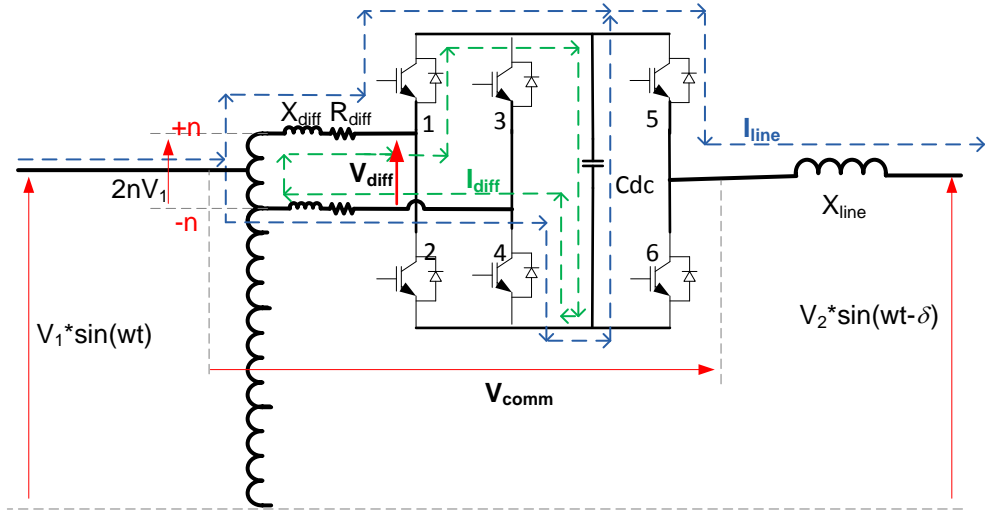 X_diff R_diff
+n
1
3
5
I_line
2nV_1
V_diff
I_diff
Cdc
-n
X_line
2
4
6
V_1*sin(wt)
V_2*sin(wt-δ)
V_comm